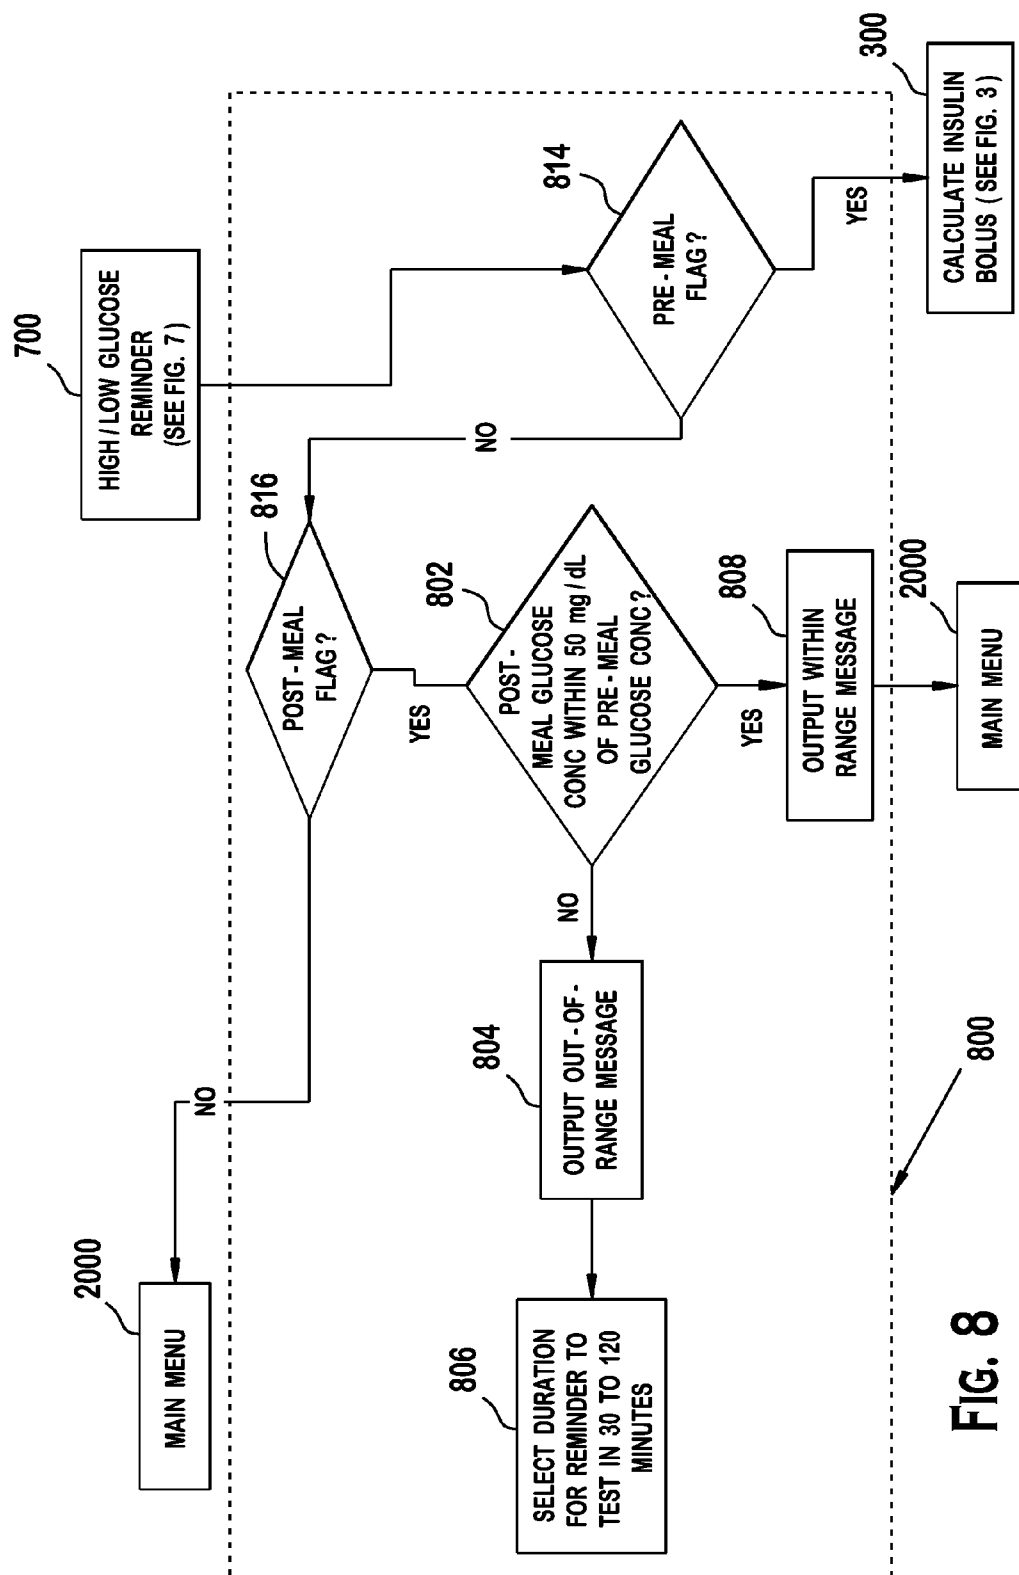 700
HIGH / LOW GLUCOSE
REMINDER
(SEE FIG. 7)
814
PRE - MEAL
FLAG ?
YES
300
CALCULATE INSULIN
BOLUS ( SEE FIG. 3 )
NO
816
POST - MEAL
FLAG ?
NO
2000
MAIN MENU
YES
802
POST -
MEAL GLUCOSE
CONC WITHIN 50 mg / dL
OF PRE - MEAL
GLUCOSE CONC ?
YES
808
OUTPUT WITHIN
RANGE MESSAGE
2000
MAIN MENU
NO
804
OUTPUT OUT - OF -
RANGE MESSAGE
806
SELECT DURATION
FOR REMINDER TO
TEST IN 30 TO 120
MINUTES
800
FIG. 8